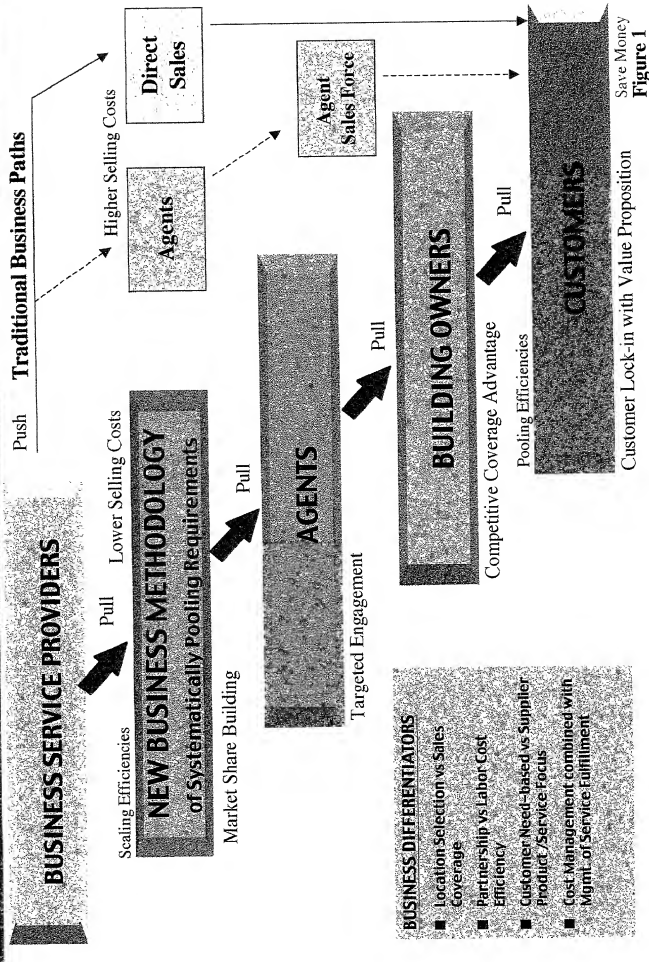 Push
Traditional Business Paths
BUSINESS SERVICE PROVIDERS
Higher Selling Costs
Agents
Direct
Sales
Pull
Scaling Efficiencies
Lower Selling Costs
NEW BUSINESS METHODOLOGY
of Systematically Pooling Requirements
Market Share Building
Pull
Agent
Sales Force
AGENTS
Targeted Engagement
Pull
BUILDING OWNERS
Competitive Coverage Advantage
Pull
Pooling Efficiencies
CUSTOMERS
Customer Lock-in with Value Proposition
Save Money
Figure 1
BUSINESS DIFFERENTIATORS
■ Location Selection vs Sales
Coverage
■ Partnership vs Labor Cost
Efficiency
■ Customer Need-based vs Supplier
Product /Service Focus
■ Cost Management combined with
Mgmt. of Service Fulfillment